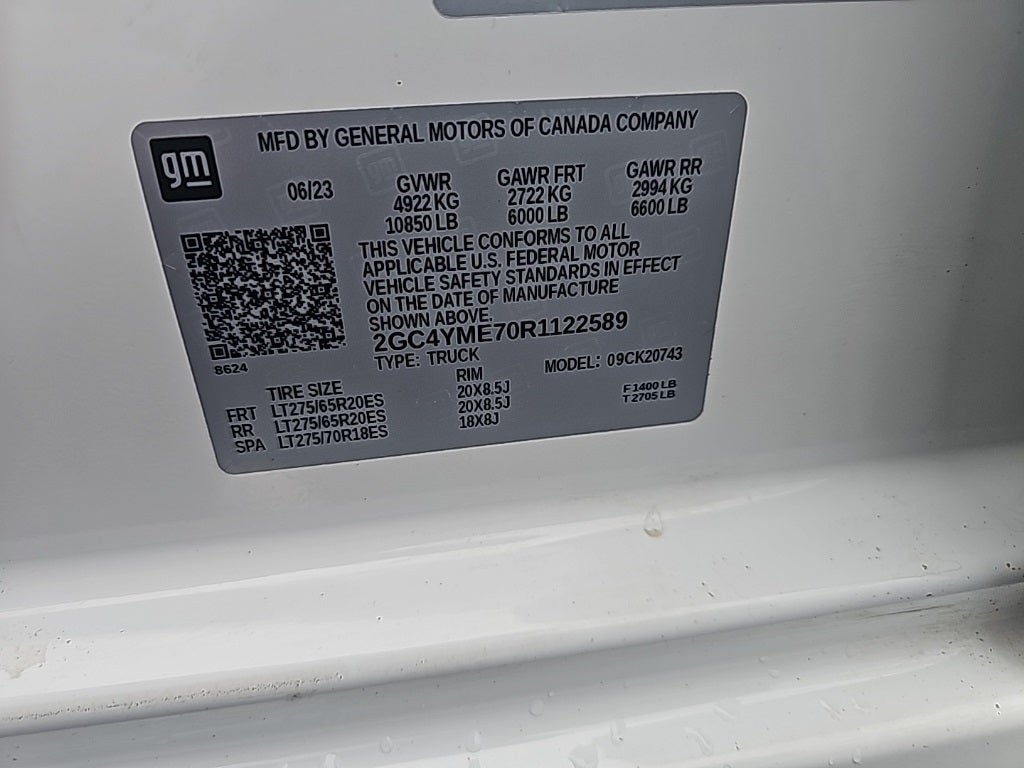 gm
MFD BY GENERAL MOTORS OF CANADA COMPANY
06/23
GVWR
4922 KG
10850 LB
GAWR FRT
2722 KG
6000 LB
GAWR RR
2994 KG
6600 LB
THIS VEHICLE CONFORMS TO ALL
APPLICABLE U.S. FEDERAL MOTOR
VEHICLE SAFETY STANDARDS IN EFFECT
ON THE DATE OF MANUFACTURE
SHOWN ABOVE.
2GC4YME70R1122589
8624
TYPE: TRUCK
MODEL: 09CK20743
TIRE SIZE RIM
FRT LT275/65R20ES 20X8.5J
RR LT275/65R20ES 20X8.5J
SPA LT275/70R18ES 18X8J
F 1400 LB
T 2705 LB